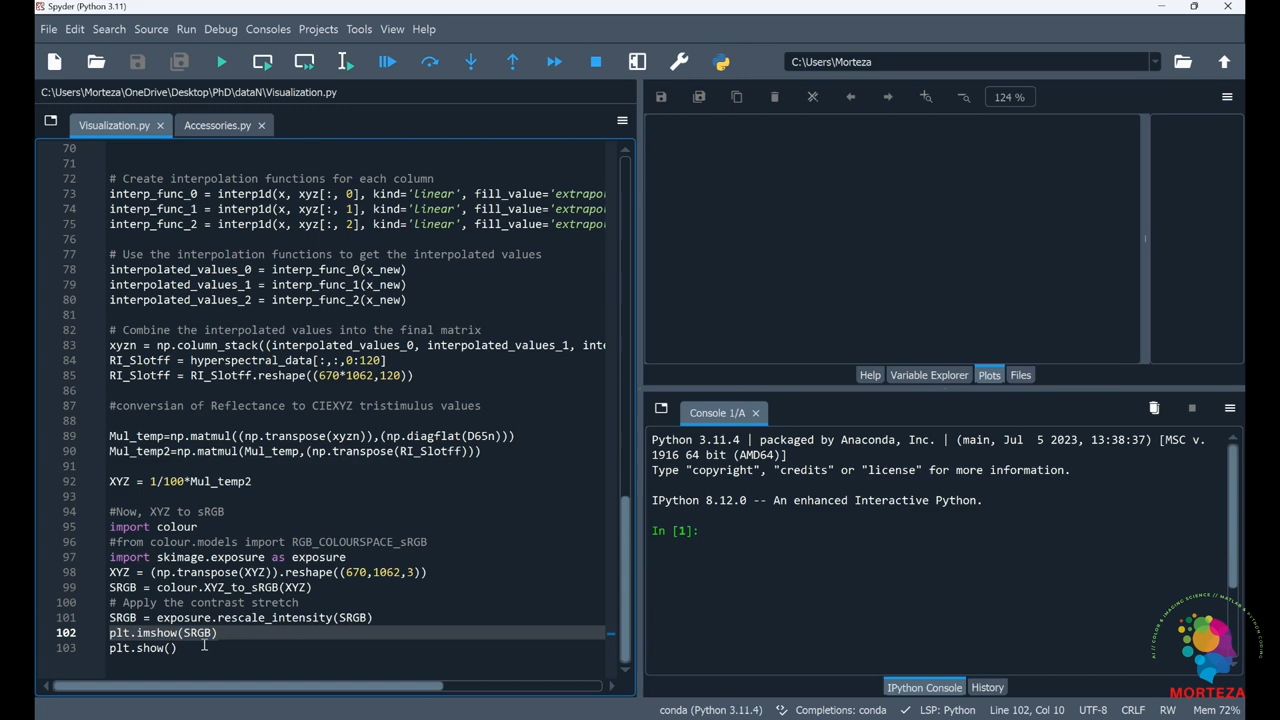 Spyder (Python 3.11)
File Edit Search Source Run Debug Consoles Projects Tools View Help
C:\Users\Morteza
C:\Users\Morteza\OneDrive\Desktop\PhD\dataN\Visualization.py
124 %
Visualization.py Accessories.py
70
71
72 # Create interpolation functions for each column
73 interp_func_0 = interp1d(x, xyz[:, 0], kind='linear', fill_value='extrapol
74 interp_func_1 = interp1d(x, xyz[:, 1], kind='linear', fill_value='extrapol
75 interp_func_2 = interp1d(x, xyz[:, 2], kind='linear', fill_value='extrapol
76
77 # Use the interpolation functions to get the interpolated values
78 interpolated_values_0 = interp_func_0(x_new)
79 interpolated_values_1 = interp_func_1(x_new)
80 interpolated_values_2 = interp_func_2(x_new)
81
82 # Combine the interpolated values into the final matrix
83 xyzn = np.column_stack((interpolated_values_0, interpolated_values_1, inte
84 RI_Slotff = hyperspectral_data[:,:,0:120]
85 RI_Slotff = RI_Slotff.reshape((670*1062,120))
86
87 #conversian of Reflectance to CIEXYZ tristimulus values
88
89 Mul_temp=np.matmul((np.transpose(xyzn)),(np.diagflat(D65n)))
90 Mul_temp2=np.matmul(Mul_temp,(np.transpose(RI_Slotff)))
91
92 XYZ = 1/100*Mul_temp2
93
94 #Now, XYZ to sRGB
95 import colour
96 #from colour.models import RGB_COLOURSPACE_sRGB
97 import skimage.exposure as exposure
98 XYZ = (np.transpose(XYZ)).reshape((670,1062,3))
99 SRGB = colour.XYZ_to_sRGB(XYZ)
100 # Apply the contrast stretch
101 SRGB = exposure.rescale_intensity(SRGB)
102 plt.imshow(SRGB)
103 plt.show()
Help Variable Explorer Plots Files
Console 1/A
Python 3.11.4 | packaged by Anaconda, Inc. | (main, Jul 5 2023, 13:38:37) [MSC v.
1916 64 bit (AMD64)]
Type "copyright", "credits" or "license" for more information.
IPython 8.12.0 -- An enhanced Interactive Python.
In [1]:
AI // COLOR & IMAGING SCIENCE // MATLAB &
MORTEZA
IPython Console History
conda (Python 3.11.4) Completions: conda LSP: Python Line 102, Col 10 UTF-8 CRLF RW Mem 72%